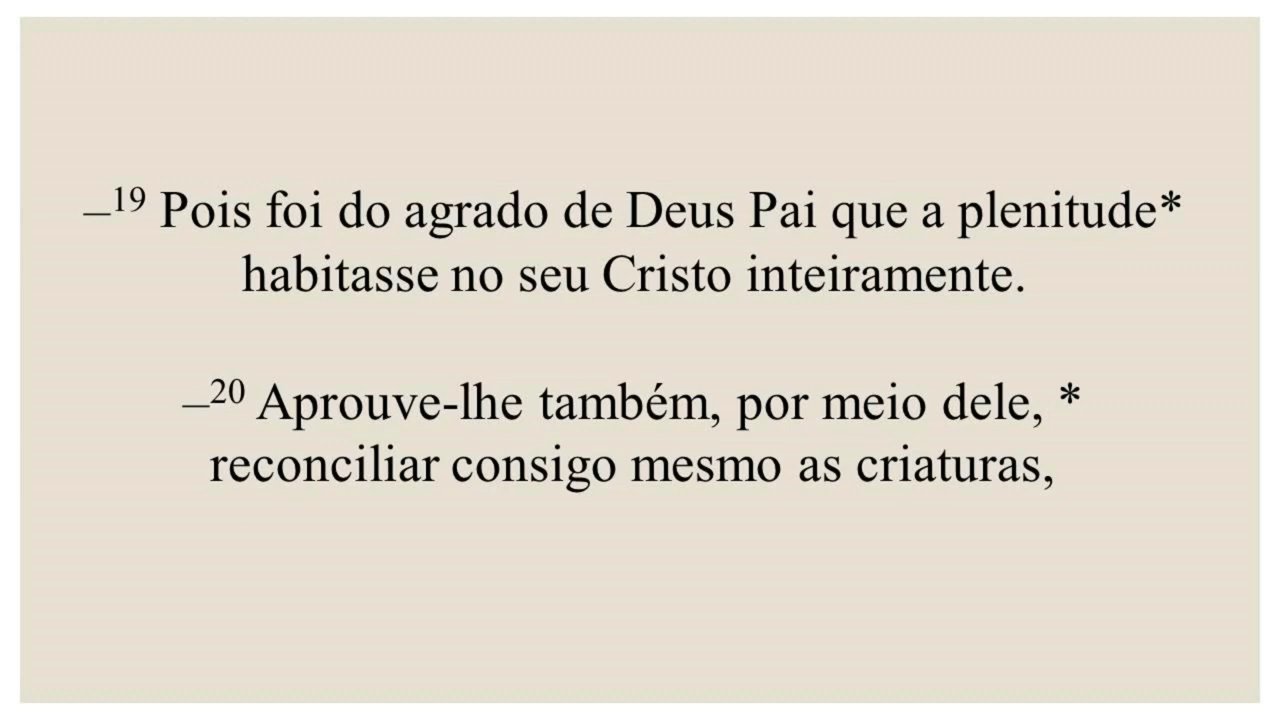 –19 Pois foi do agrado de Deus Pai que a plenitude*
habitasse no seu Cristo inteiramente.
–20 Aprouve-lhe também, por meio dele, *
reconciliar consigo mesmo as criaturas,